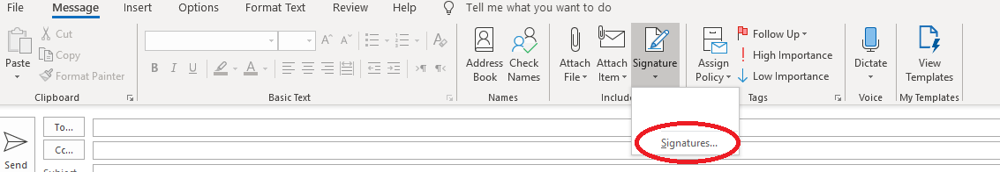 File Message Insert Options Format Text Review Help Tell me what you want to do
Paste
Cut
Copy
Format Painter
Clipboard
B I U A
Basic Text
Address Book
Check Names
Names
Attach File
Attach Item
Signature
Include
Signatures...
Assign Policy
Follow Up
High Importance
Low Importance
Tags
Dictate
Voice
View Templates
My Templates
Send
To...
Cc...
Subject